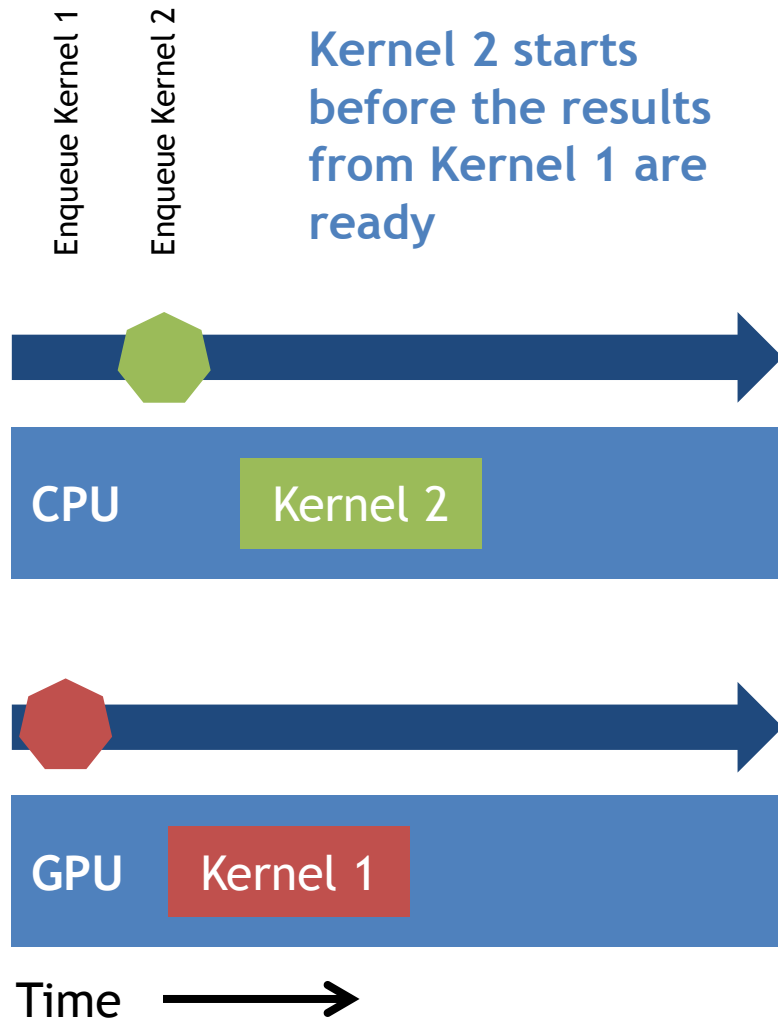 Enqueue Kernel 1
Enqueue Kernel 2
Kernel 2 starts
before the results
from Kernel 1 are
ready
CPU
Kernel 2
GPU
Kernel 1
Time